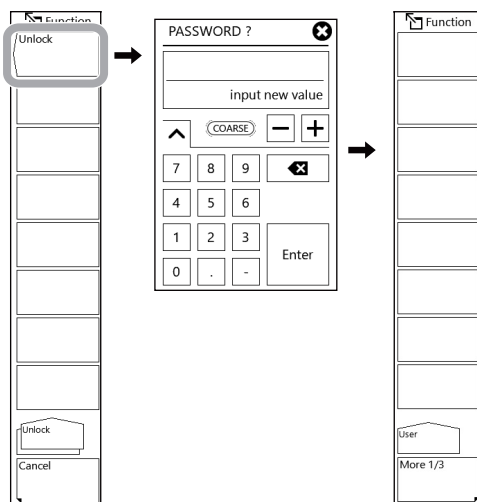 Function
Unlock
Unlock
Cancel
PASSWORD ?
input new value
COARSE
7 8 9
4 5 6
1 2 3
Enter
0 . -
Function
User
More 1/3